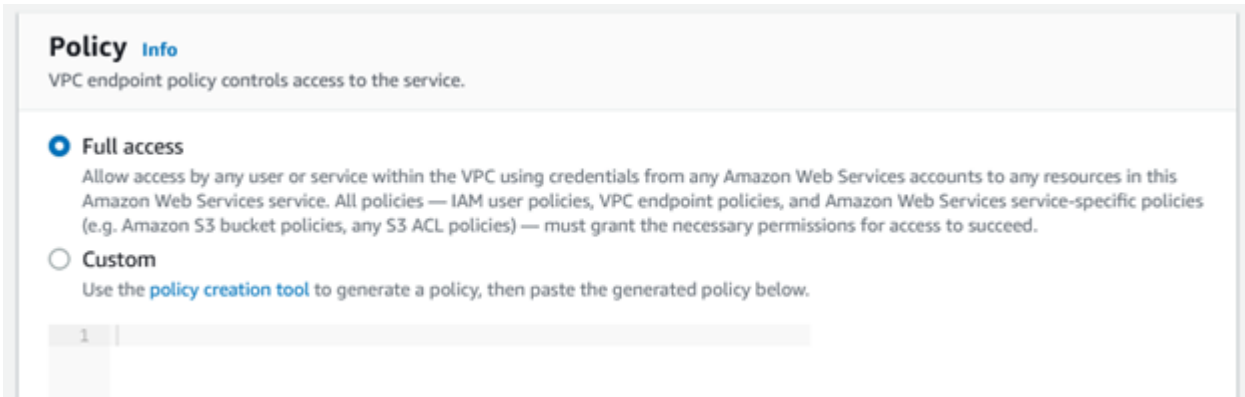 Policy Info
VPC endpoint policy controls access to the service.
Full access
Allow access by any user or service within the VPC using credentials from any Amazon Web Services accounts to any resources in this
Amazon Web Services service. All policies — IAM user policies, VPC endpoint policies, and Amazon Web Services service-specific policies
(e.g. Amazon S3 bucket policies, any S3 ACL policies) — must grant the necessary permissions for access to succeed.
Custom
Use the policy creation tool to generate a policy, then paste the generated policy below.
1